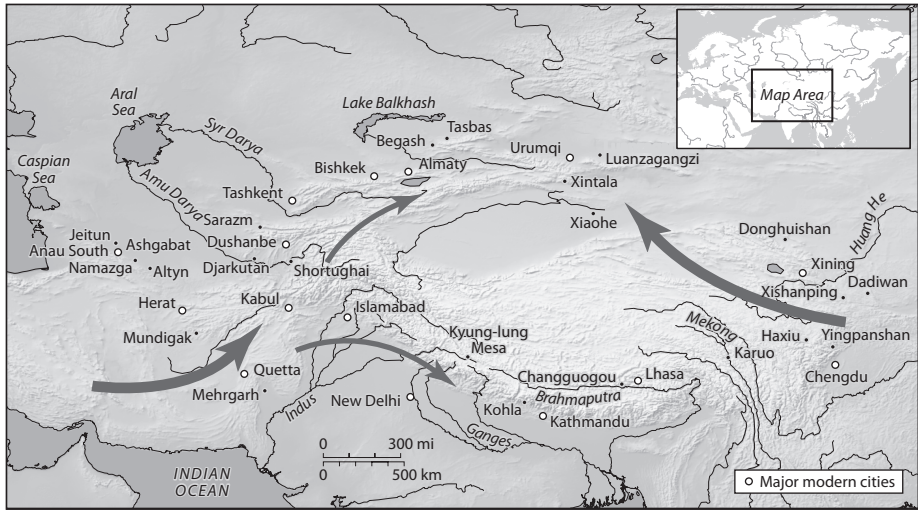 Map Area
Aral
Sea
Lake Balkhash
Syr Darya
Tasbas
Begash
Urumqi
Luanzagangzi
Caspian
Sea
Bishkek
Almaty
Xintala
Amu Darya
Tashkent
Sarazm
Xiaohe
Donghuishan
Huang He
Jeitun
Ashgabat
Anau South
Dushanbe
Namazga
Altyn
Djarkutan
Shortughai
Xining
Dadiwan
Xishanping
Herat
Kabul
Islamabad
Mundigak
Kyung-lung
Mesa
Mekong
Haxiu
Yingpanshan
Karuo
Quetta
Changguogou
Lhasa
Chengdu
Mehrgarh
Indus
New Delhi
Brahmaputra
Kohla
Kathmandu
Ganges
0 300 mi
0 500 km
INDIAN
OCEAN
Major modern cities